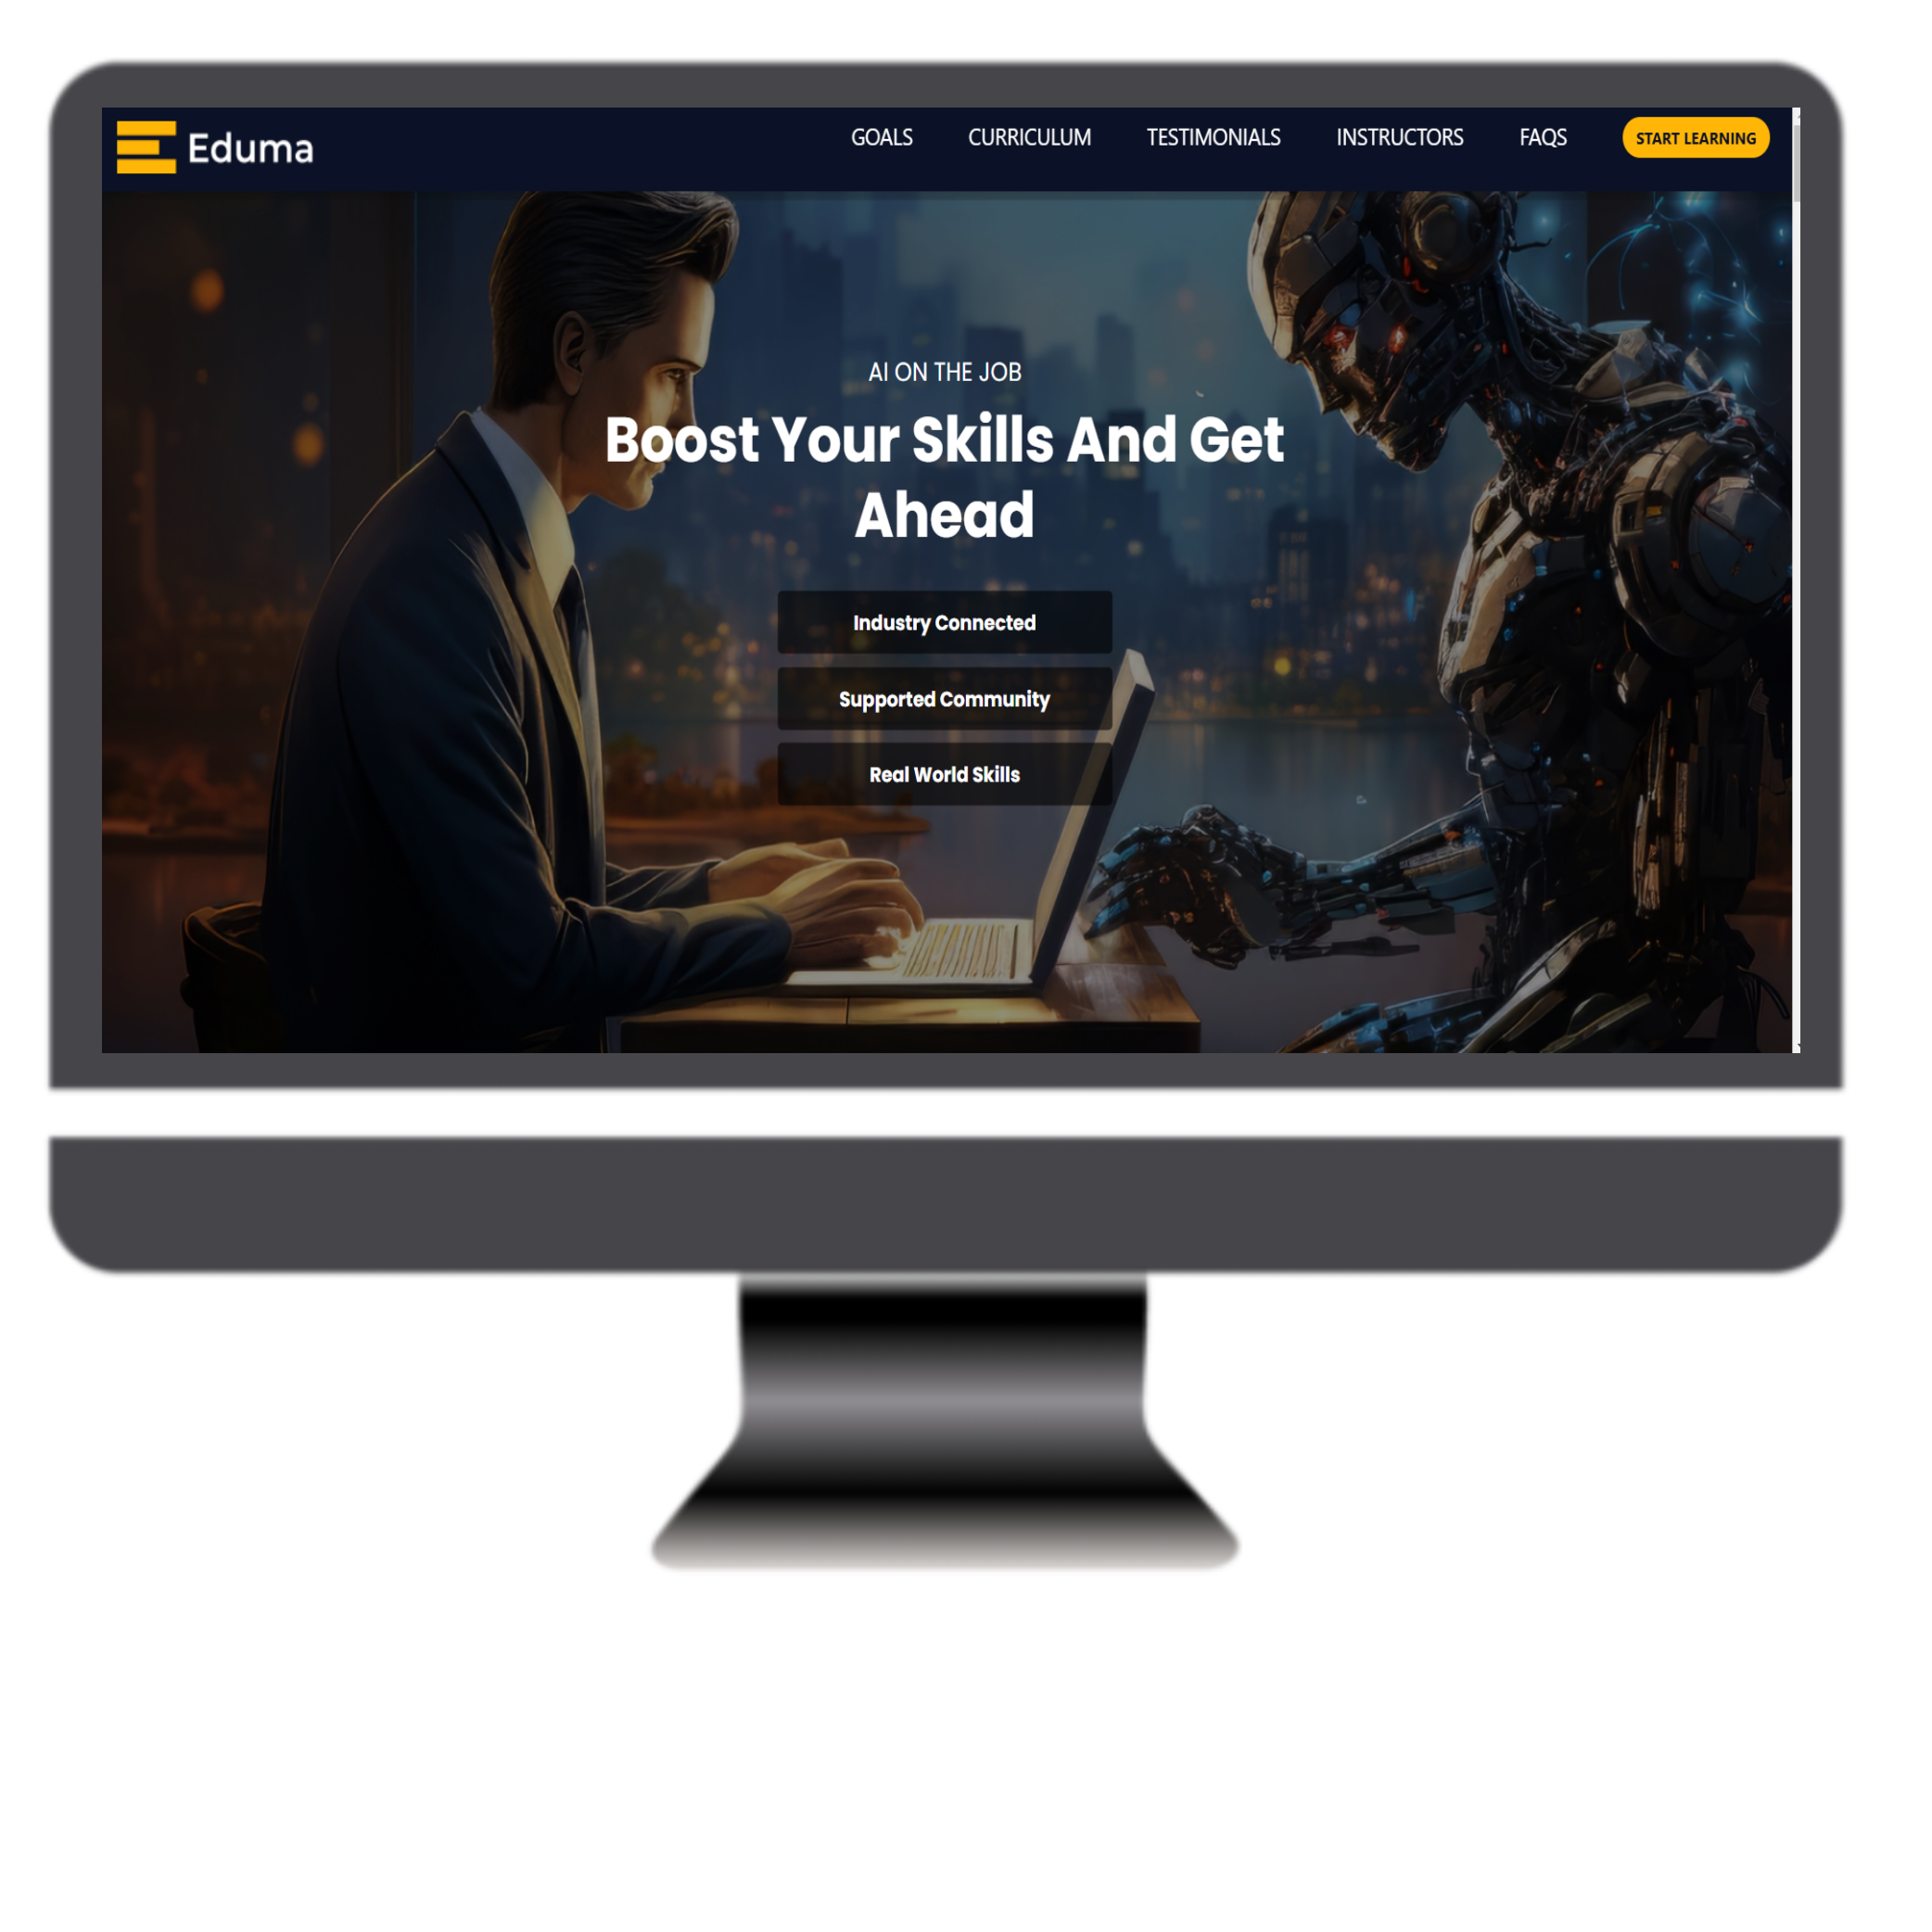 Eduma
GOALS CURRICULUM TESTIMONIALS INSTRUCTORS FAQS START LEARNING
AI ON THE JOB
Boost Your Skills And Get
Ahead
Industry Connected
Supported Community
Real World Skills